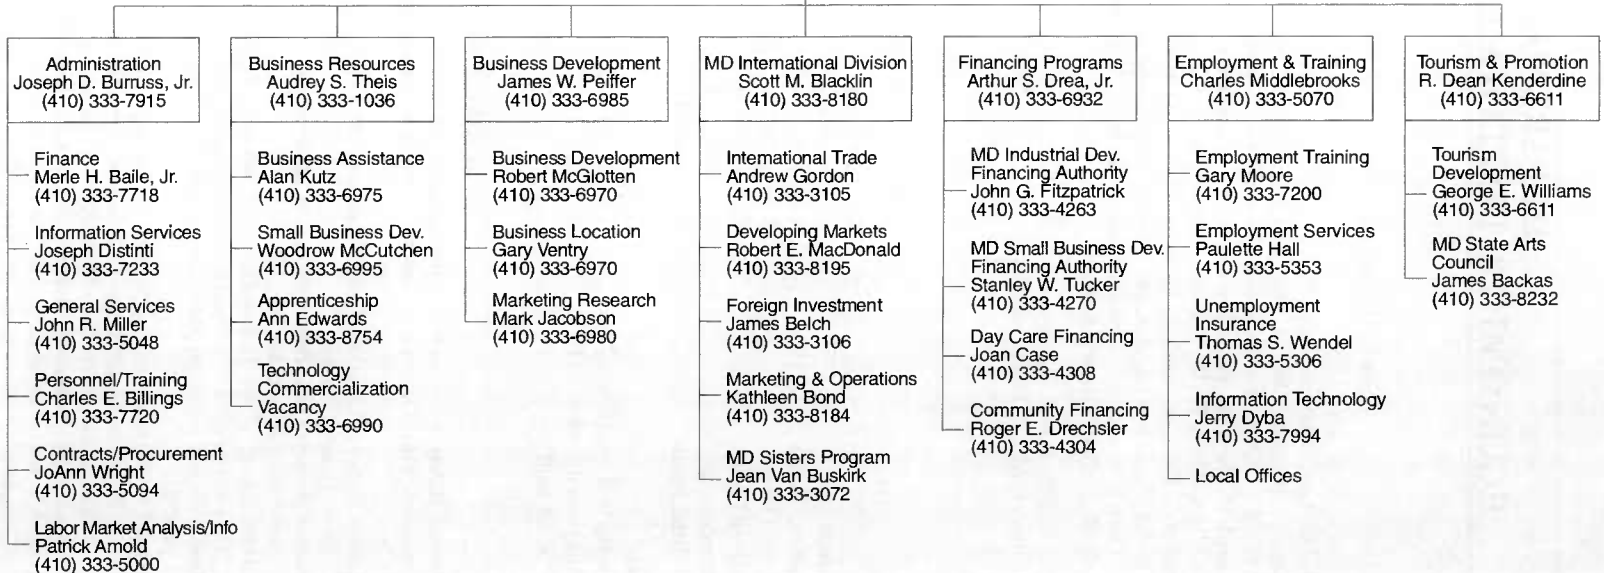 Administration
Joseph D. Burruss, Jr.
(410) 333-7915
Finance
Merle H. Baile, Jr.
(410) 333-7718
Information Services
Joseph Distinti
(410) 333-7233
General Services
John R. Miller
(410) 333-5048
Personnel/Training
Charles E. Billings
(410) 333-7720
Contracts/Procurement
JoAnn Wright
(410) 333-5094
Labor Market Analysis/Info
Patrick Arnold
(410) 333-5000
Business Resources
Audrey S. Theis
(410) 333-1036
Business Assistance
Alan Kutz
(410) 333-6975
Small Business Dev.
Woodrow McCutchen
(410) 333-6995
Apprenticeship
Ann Edwards
(410) 333-8754
Technology
Commercialization
Vacancy
(410) 333-6990
Business Development
James W. Peiffer
(410) 333-6985
Business Development
Robert McGlotten
(410) 333-6970
Business Location
Gary Ventry
(410) 333-6970
Marketing Research
Mark Jacobson
(410) 333-6980
MD International Division
Scott M. Blacklin
(410) 333-8180
International Trade
Andrew Gordon
(410) 333-3105
Developing Markets
Robert E. MacDonald
(410) 333-8195
Foreign Investment
James Belch
(410) 333-3106
Marketing & Operations
Kathleen Bond
(410) 333-8184
MD Sisters Program
Jean Van Buskirk
(410) 333-3072
Financing Programs
Arthur S. Drea, Jr.
(410) 333-6932
MD Industrial Dev.
Financing Authority
John G. Fitzpatrick
(410) 333-4263
MD Small Business Dev.
Financing Authority
Stanley W. Tucker
(410) 333-4270
Day Care Financing
Joan Case
(410) 333-4308
Community Financing
Roger E. Drechsler
(410) 333-4304
Employment & Training
Charles Middlebrooks
(410) 333-5070
Employment Training
Gary Moore
(410) 333-7200
Employment Services
Paulette Hall
(410) 333-5353
Unemployment
Insurance
Thomas S. Wendel
(410) 333-5306
Information Technology
Jerry Dyba
(410) 333-7994
Local Offices
Tourism & Promotion
R. Dean Kenderdine
(410) 333-6611
Tourism
Development
George E. Williams
(410) 333-6611
MD State Arts
Council
James Backas
(410) 333-8232